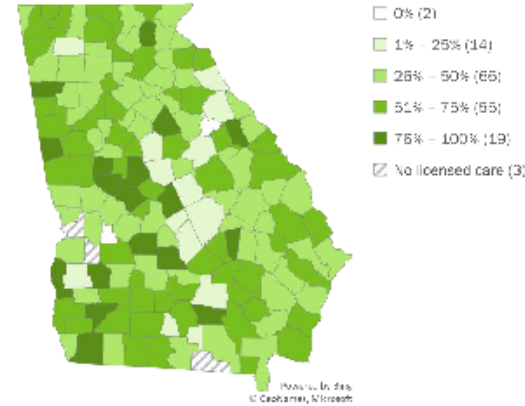 0% (2)
1% – 25% (14)
26% – 50% (66)
51% – 75% (55)
76% – 100% (19)
No licensed care (3)
Powered by Bing
© GeoNames, Microsoft